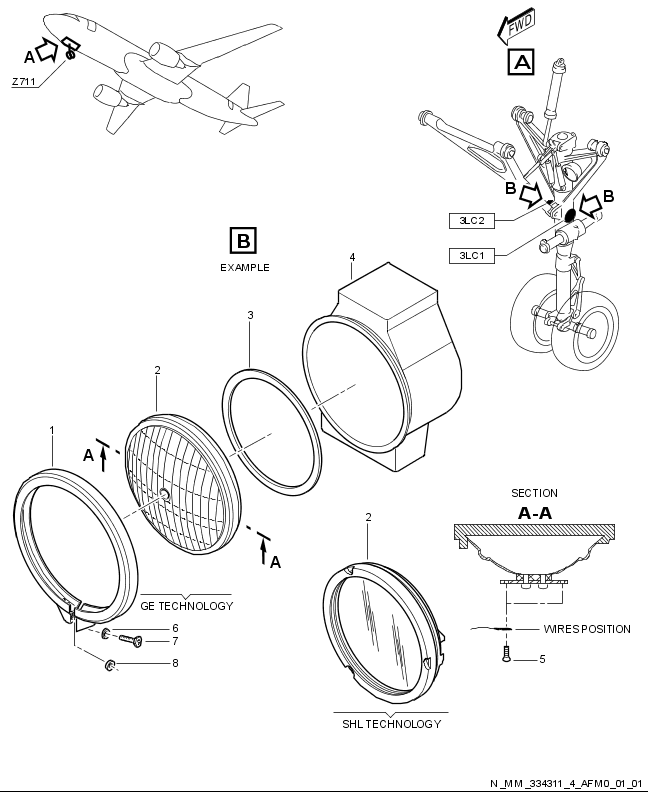 FWD
A
A
Z711
B
B
3LC2
B
3LC1
EXAMPLE
4
3
2
1
A
SECTION
A-A
2
A
GE TECHNOLOGY
6
WIRES POSITION
7
8
5
SHL TECHNOLOGY
N_MM_334311_4_AFM0_01_01